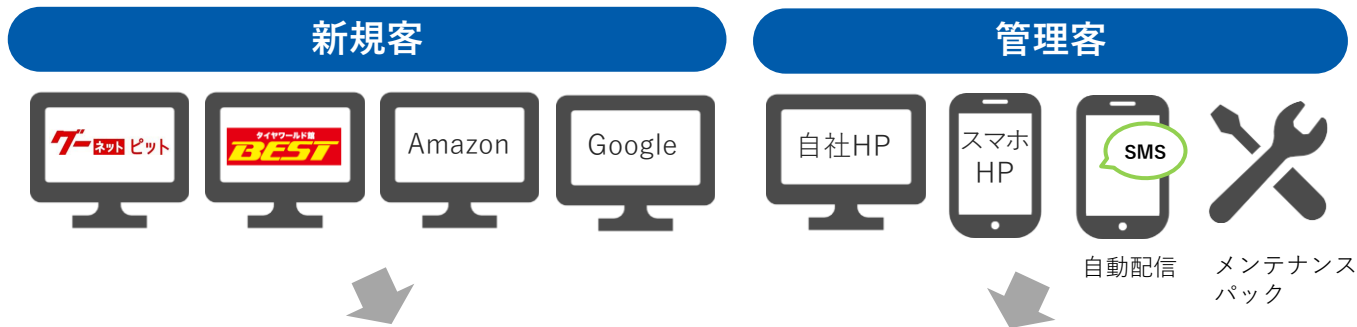 新規客
管理客
グーネットピット
タイヤワールド館
BEST
Amazon
Google
自社HP
スマホ
HP
SMS
自動配信
メンテナンス
パック